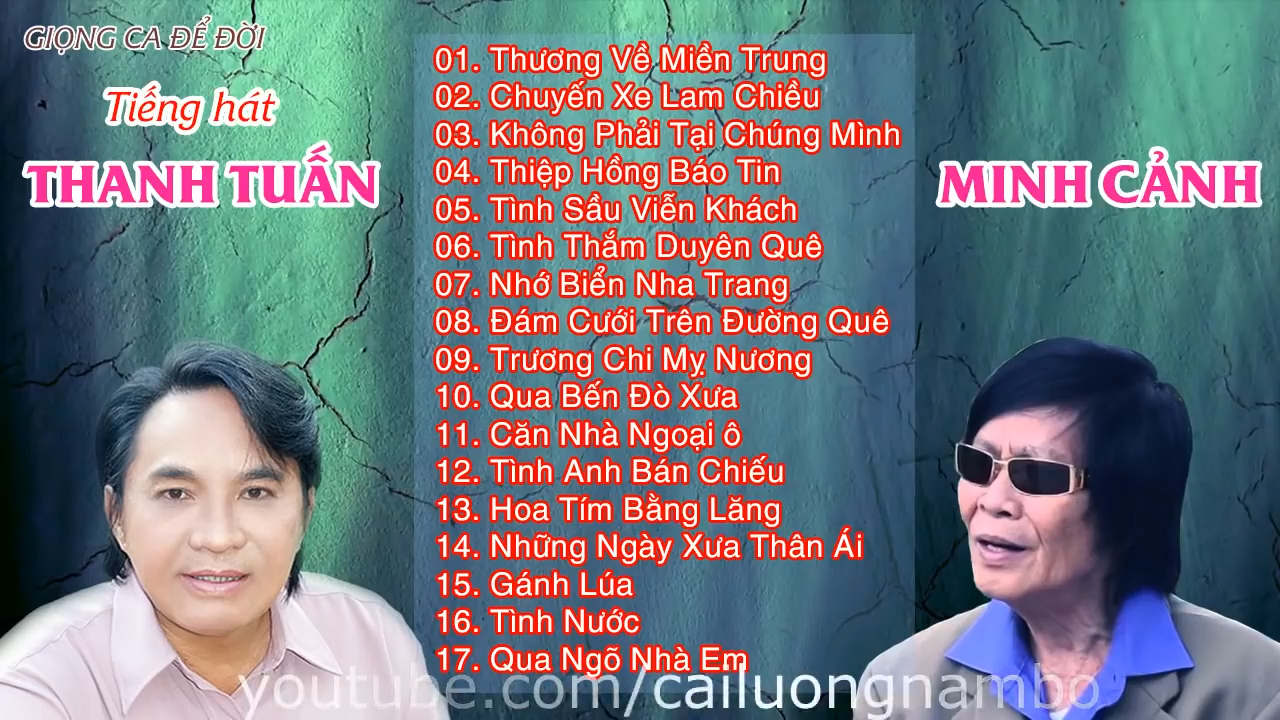 GIỌNG CA ĐỂ ĐỜI
Tiếng hát
THANH TUẤN
MINH CẢNH
01. Thương Về Miền Trung
02. Chuyến Xe Lam Chiều
03. Không Phải Tại Chúng Mình
04. Thiệp Hồng Báo Tin
05. Tình Sầu Viễn Khách
06. Tình Thắm Duyên Quê
07. Nhớ Biển Nha Trang
08. Đám Cưới Trên Đường Quê
09. Trương Chi Mỵ Nương
10. Qua Bến Đò Xưa
11. Căn Nhà Ngoại ô
12. Tình Anh Bán Chiếu
13. Hoa Tím Bằng Lăng
14. Những Ngày Xưa Thân Ái
15. Gánh Lúa
16. Tình Nước
17. Qua Ngõ Nhà Em
youtube.com/cailuongnambo